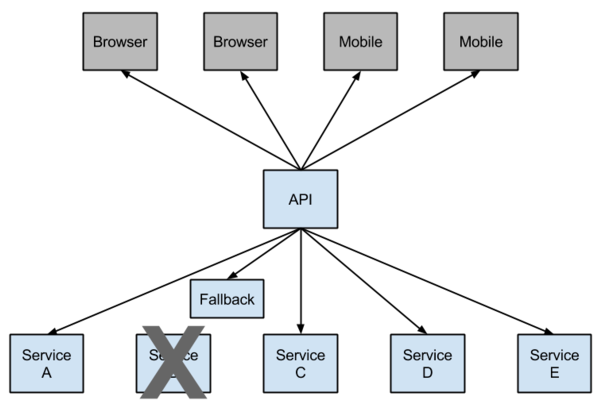 Browser
Browser
Mobile
Mobile
API
Fallback
Service
A
Service
C
Service
D
Service
E